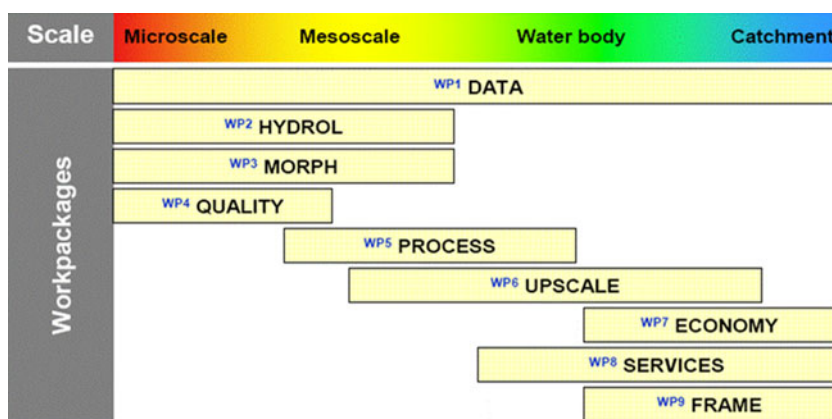 Scale Microscale Mesoscale Water body Catchment
Workpackages
WP1 DATA
WP2 HYDROL
WP3 MORPH
WP4 QUALITY
WP5 PROCESS
WP6 UPSCALE
WP7 ECONOMY
WP8 SERVICES
WP9 FRAME